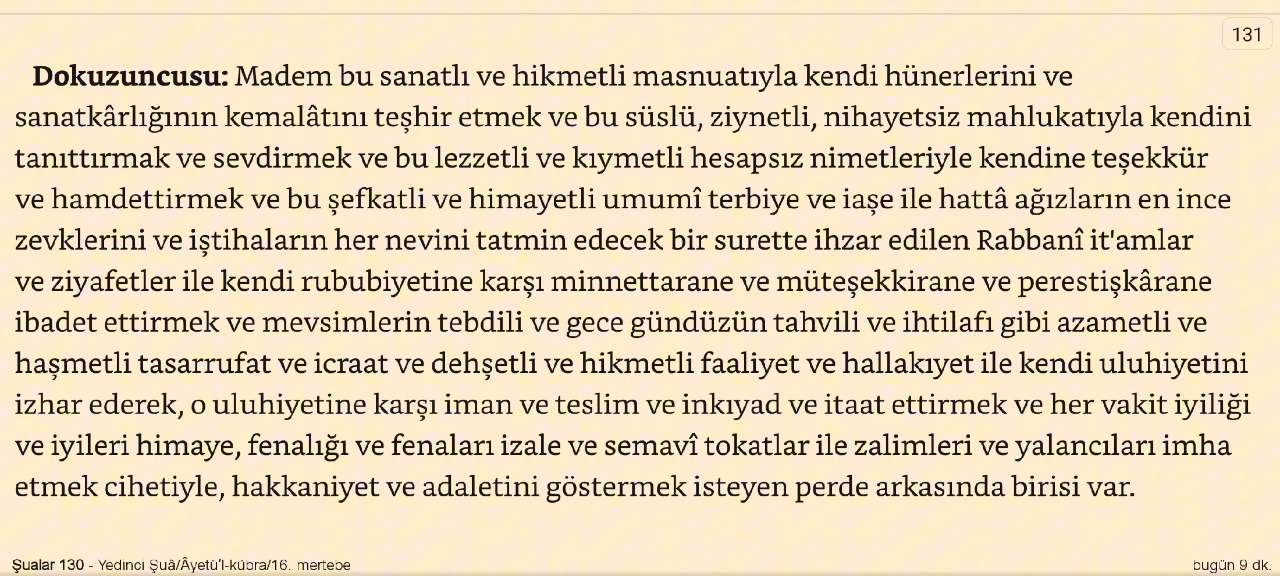 131
Dokuzuncusu: Madem bu sanatlı ve hikmetli masnuatıyla kendi hünerlerini ve
sanatkârlığının kemalâtını teşhir etmek ve bu süslü, ziynetli, nihayetsiz mahlukatıyla kendini
tanıttırmak ve sevdirmek ve bu lezzetli ve kıymetli hesapsız nimetleriyle kendine teşekkür
ve hamdettirmek ve bu şefkatli ve himayetli umumî terbiye ve iaşe ile hattâ ağızların en ince
zevklerini ve iştihaların her nevini tatmin edecek bir surette ihzar edilen Rabbanî it'amlar
ve ziyafetler ile kendi rububiyetine karşı minnettarane ve müteşekkirane ve perestişkârane
ibadet ettirmek ve mevsimlerin tebdili ve gece gündüzün tahvili ve ihtilafı gibi azametli ve
haşmetli tasarrufat ve icraat ve dehşetli ve hikmetli faaliyet ve hallakıyet ile kendi uluhiyetini
izhar ederek, o uluhiyetine karşı iman ve teslim ve inkıyad ve itaat ettirmek ve her vakit iyiliği
ve iyileri himaye, fenalığı ve fenaları izale ve semavî tokatlar ile zalimleri ve yalancıları imha
etmek cihetiyle, hakkaniyet ve adaletini göstermek isteyen perde arkasında birisi var.
Şualar 130 - Yedinci Şuâ/Âyetü'l-kübra/16. mertebe
bugün 9 dk.